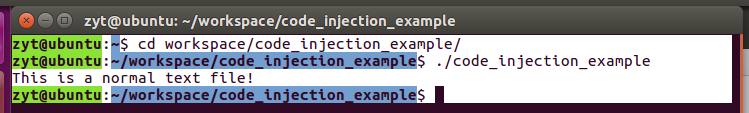 zyt@ubuntu: ~/workspace/code_injection_example
zyt@ubuntu:~$ cd workspace/code_injection_example/
zyt@ubuntu:~/workspace/code_injection_example$ ./code_injection_example
This is a normal text file!
zyt@ubuntu:~/workspace/code_injection_example$